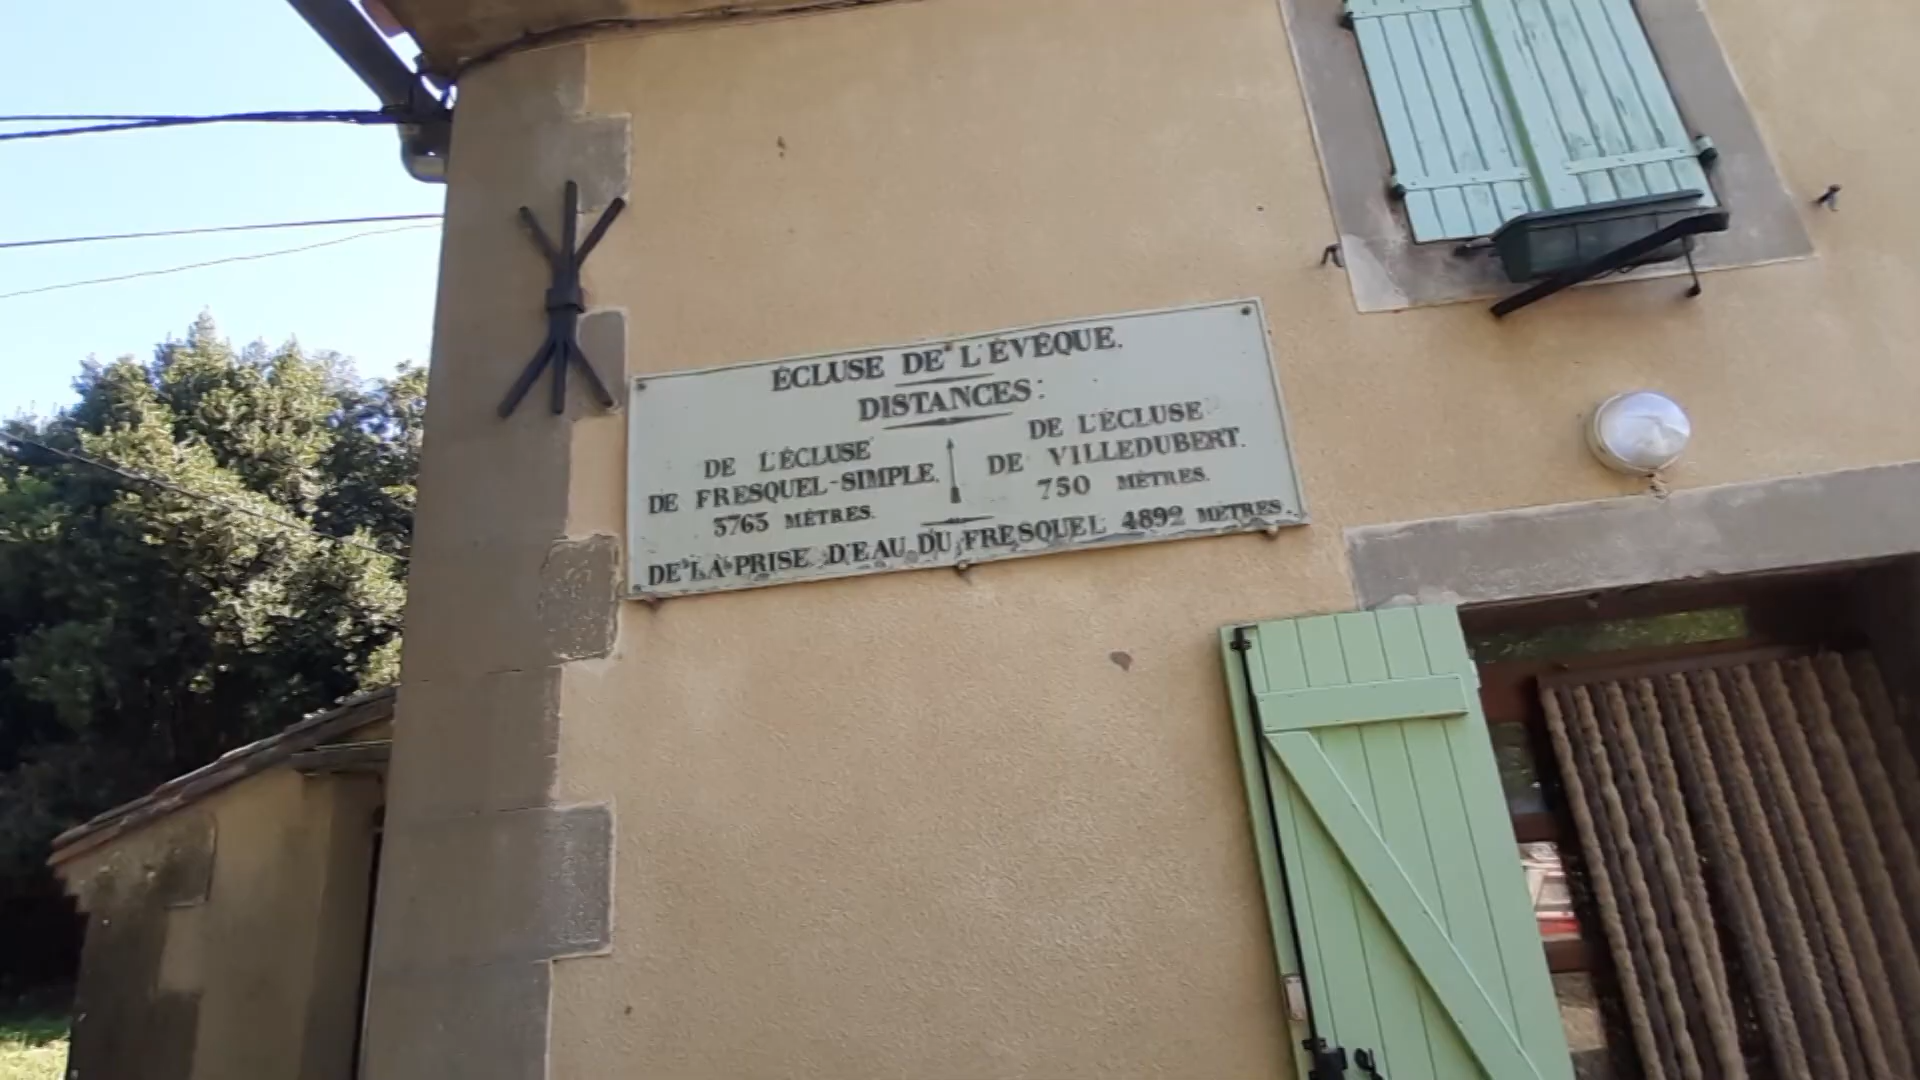 ÉCLUSE DE L'ÉVÊQUE.
DISTANCES:
DE L'ÉCLUSE
DE FRESQUEL-SIMPLE.
3763 MÈTRES.
DE L'ÉCLUSE
DE VILLEDUBERT.
750 MÈTRES.
DE LA PRISE D'EAU DU FRESQUEL 4892 MÈTRES.